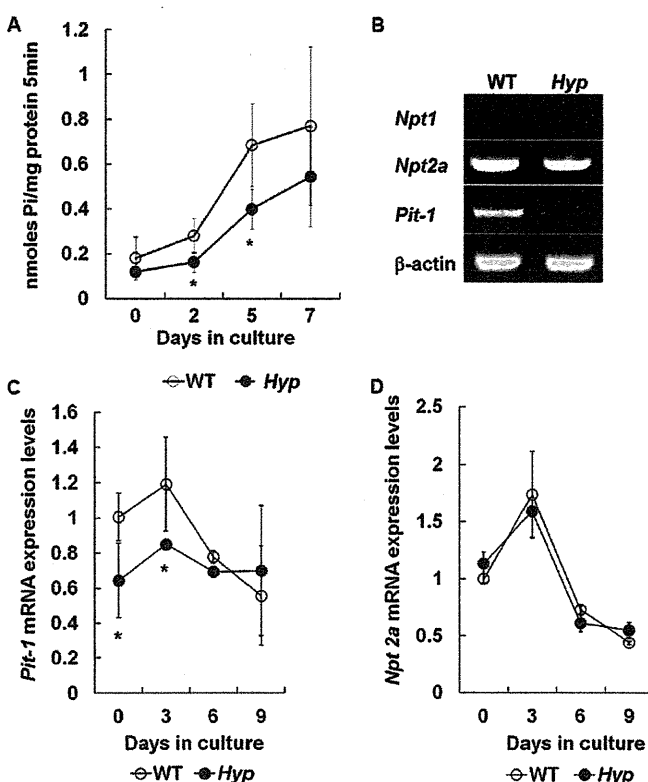 A
nmoles Pi/mg protein 5min
1.2
1
0.8
0.6
0.4
0.2
0
*
*
0 2 5 7
Days in culture
WT Hyp
B
WT Hyp
Npt1
Npt2a
Pit-1
β-actin
C
Pit-1 mRNA expression levels
1.6
1.4
1.2
1
0.8
0.6
0.4
0.2
0
*
*
0 3 6 9
Days in culture
WT Hyp
D
Npt 2a mRNA expression levels
2.5
2
1.5
1
0.5
0
0 3 6 9
Days in culture
WT Hyp